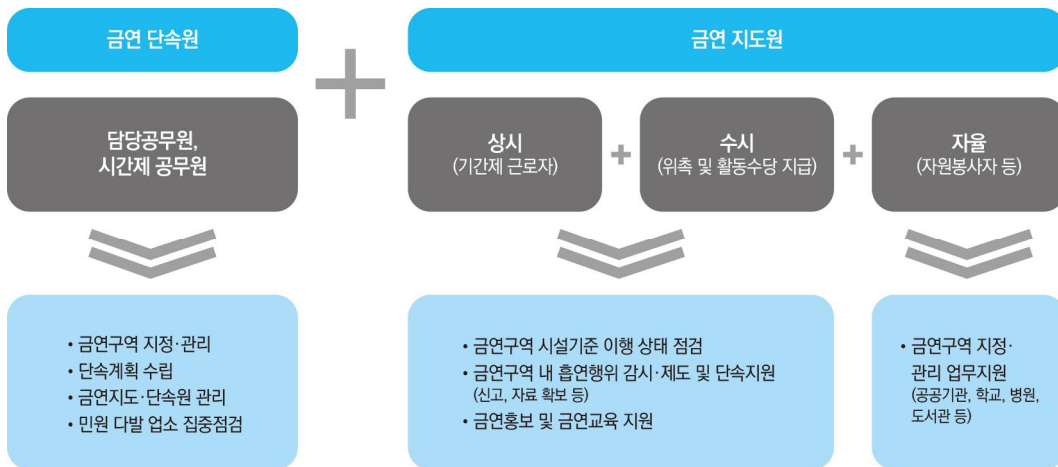 금연 단속원
금연 지도원
담당공무원,
시간제 공무원
상시
(기간제 근로자)
수시
(위촉 및 활동수당 지급)
자율
(자원봉사자 등)
• 금연구역 지정·관리
• 단속계획 수립
• 금연지도·단속원 관리
• 민원 다발 업소 집중점검
• 금연구역 시설기준 이행 상태 점검
• 금연구역 내 흡연행위 감시·제도 및 단속지원
(신고, 자료 확보 등)
• 금연홍보 및 금연교육 지원
• 금연구역 지정·
관리 업무지원
(공공기관, 학교, 병원,
도서관 등)